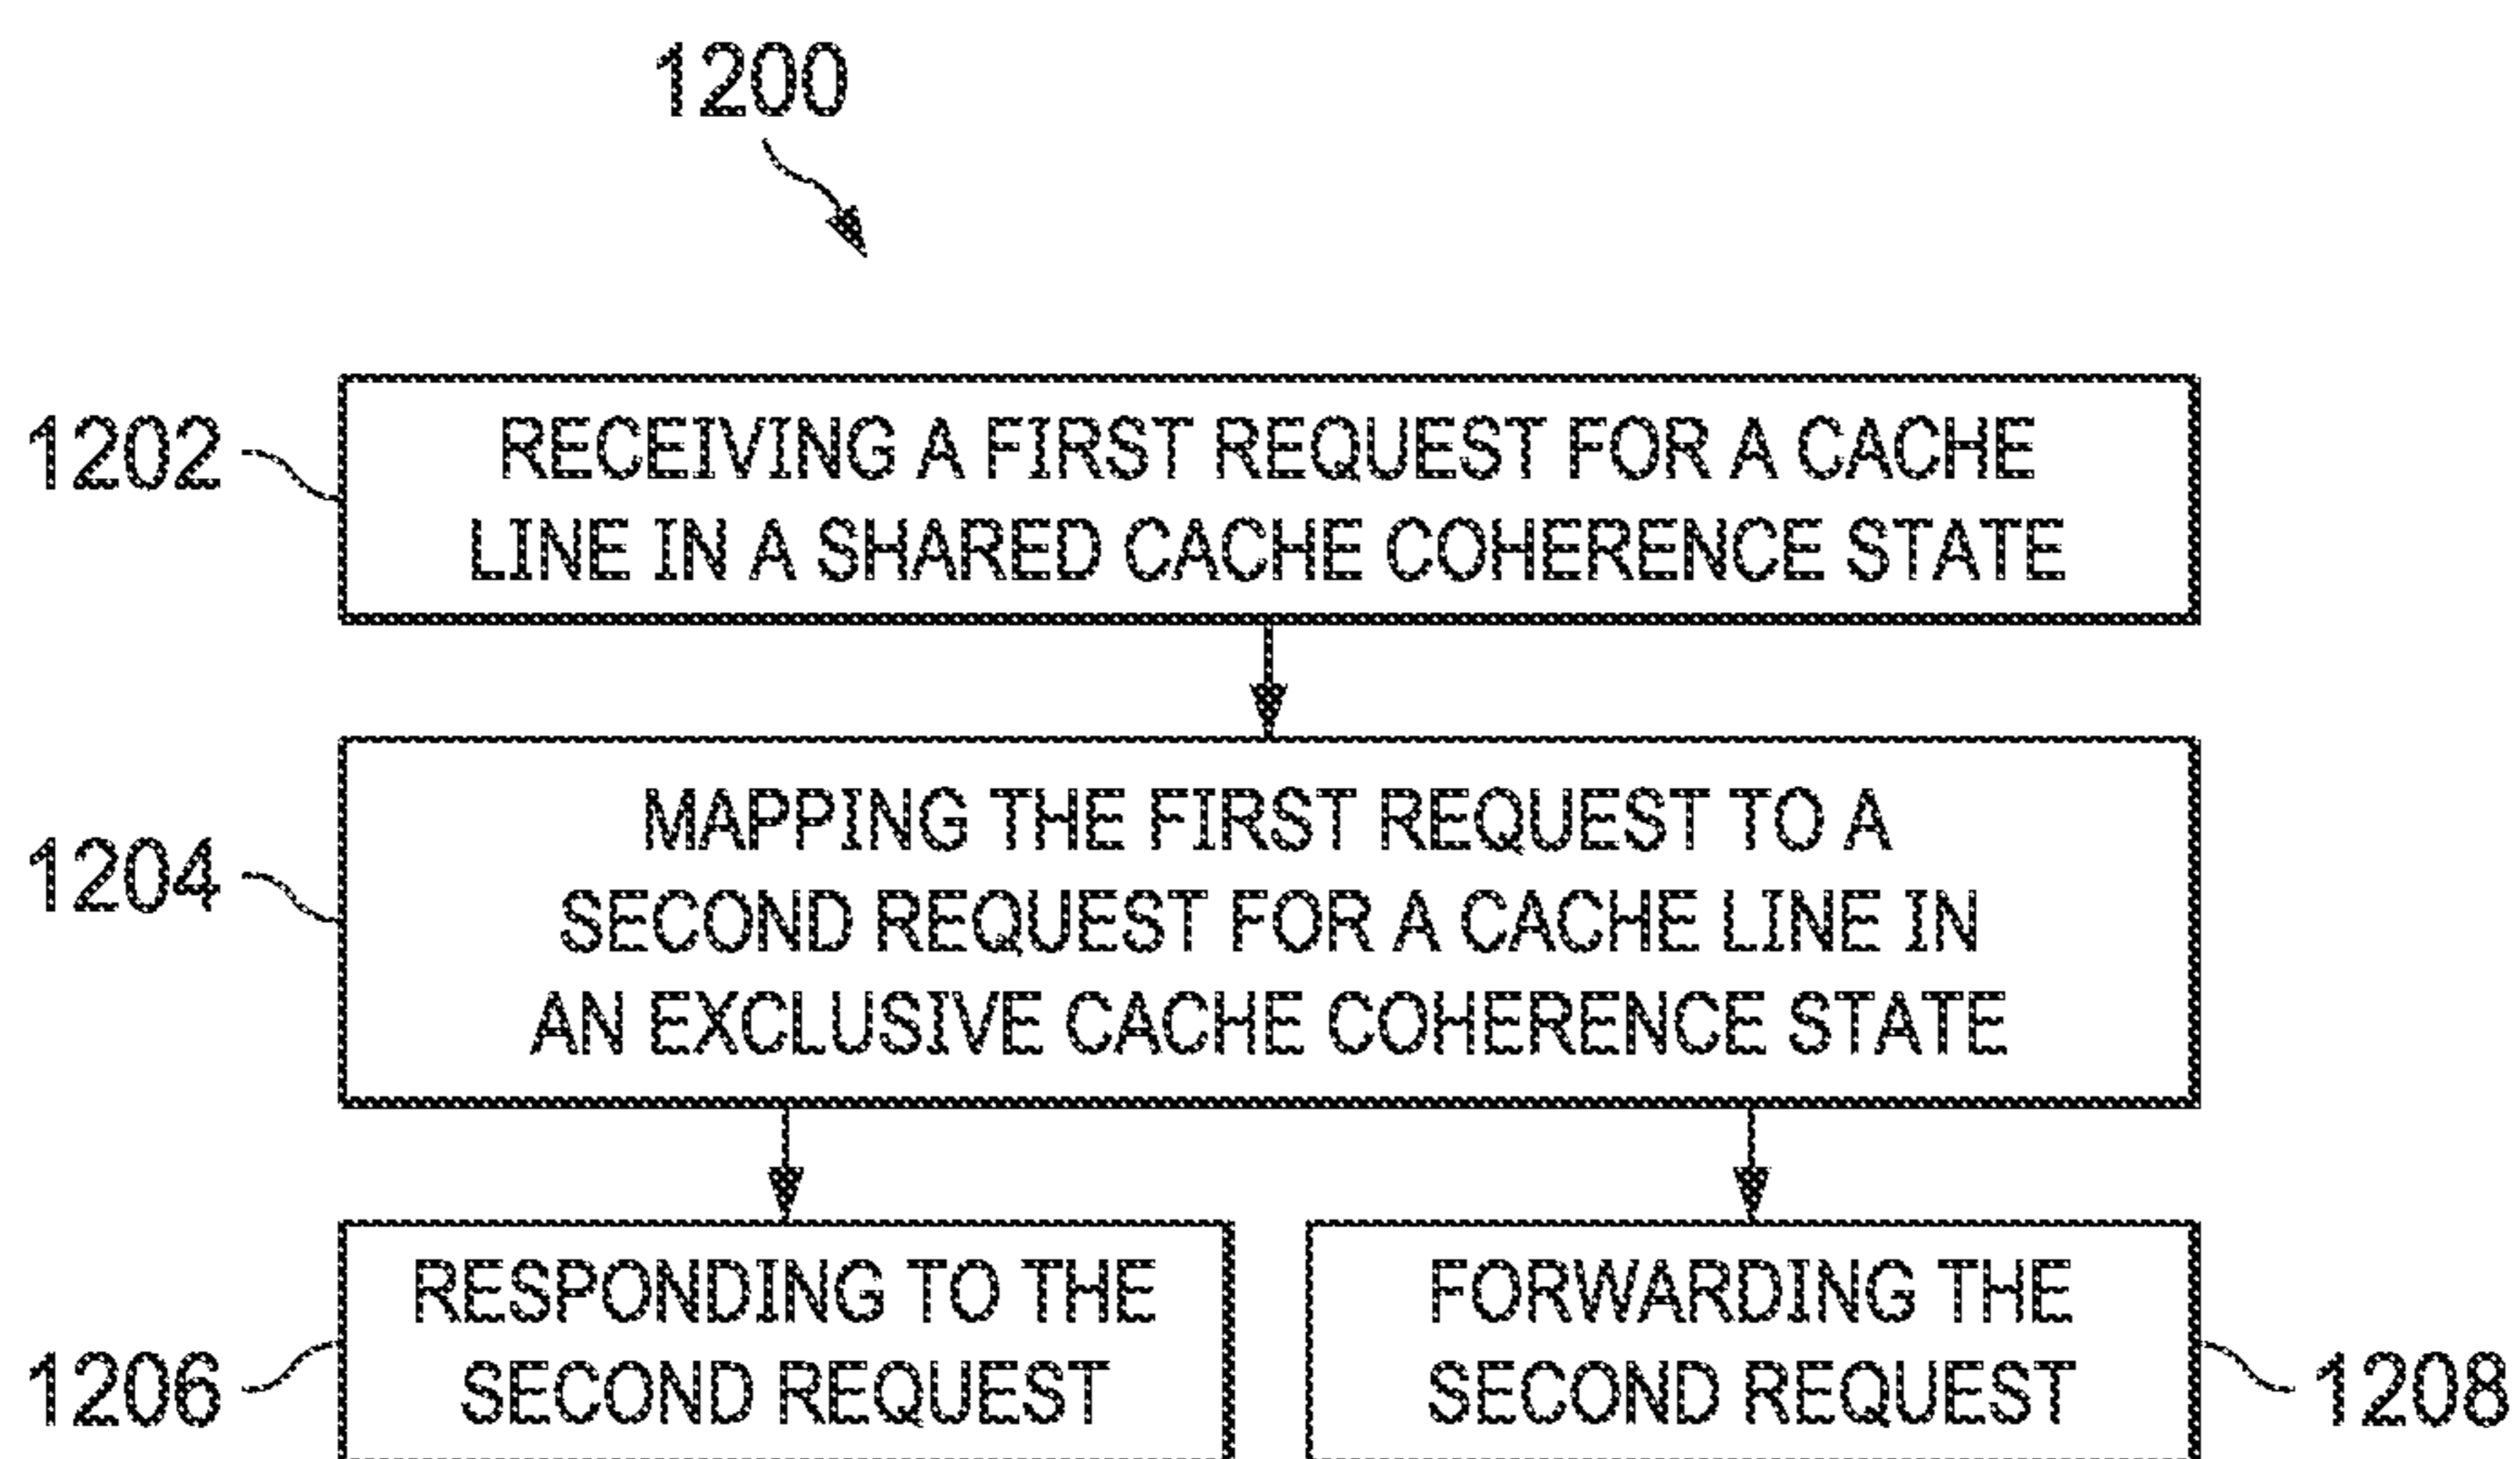 1200
1202
RECEIVING A FIRST REQUEST FOR A CACHE
LINE IN A SHARED CACHE COHERENCE STATE
1204
MAPPING THE FIRST REQUEST TO A
SECOND REQUEST FOR A CACHE LINE IN
AN EXCLUSIVE CACHE COHERENCE STATE
1206
RESPONDING TO THE
SECOND REQUEST
FORWARDING THE
SECOND REQUEST
1208